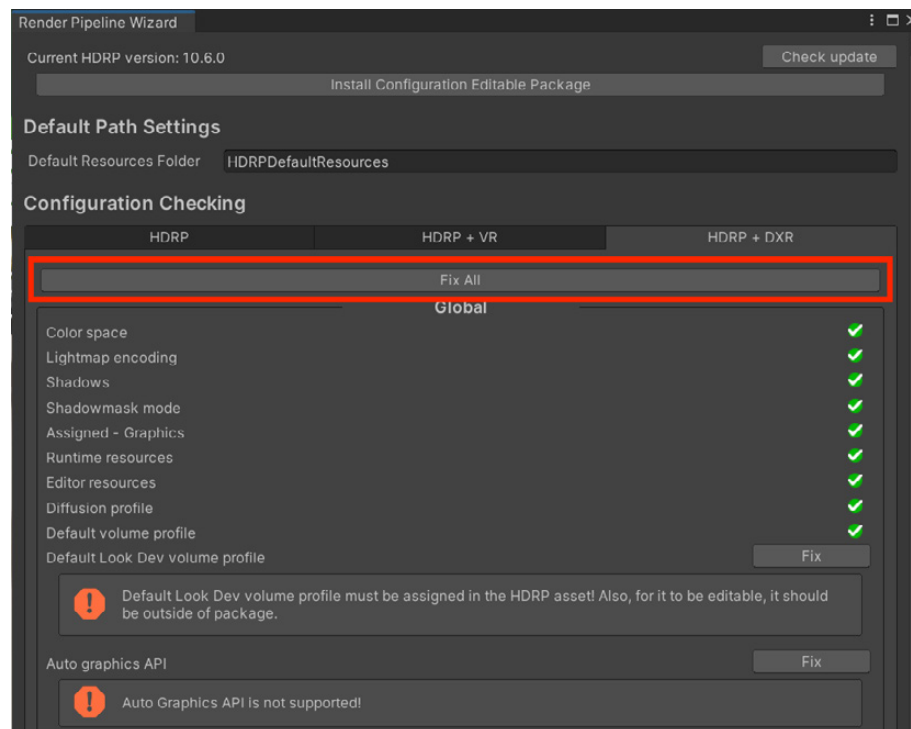 Render Pipeline Wizard
Current HDRP version: 10.6.0
Check update
Install Configuration Editable Package
Default Path Settings
Default Resources Folder
HDRPDefaultResources
Configuration Checking
HDRP
HDRP + VR
HDRP + DXR
Fix All
Global
Color space
Lightmap encoding
Shadows
Shadowmask mode
Assigned - Graphics
Runtime resources
Editor resources
Diffusion profile
Default volume profile
Default Look Dev volume profile
Fix
Default Look Dev volume profile must be assigned in the HDRP asset! Also, for it to be editable, it should
be outside of package.
Auto graphics API
Fix
Auto Graphics API is not supported!